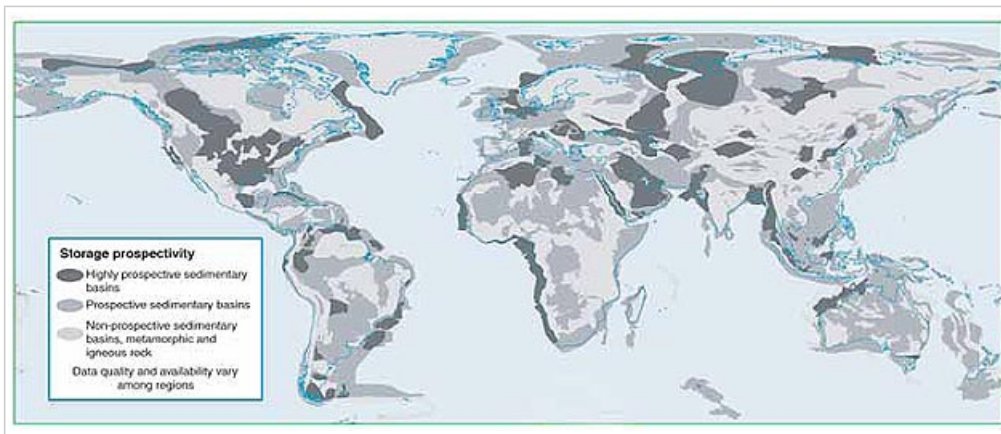 Storage prospectivity
Highly prospective sedimentary
basins
Prospective sedimentary basins
Non-prospective sedimentary
basins, metamorphic and
igneous rock
Data quality and availability vary
among regions